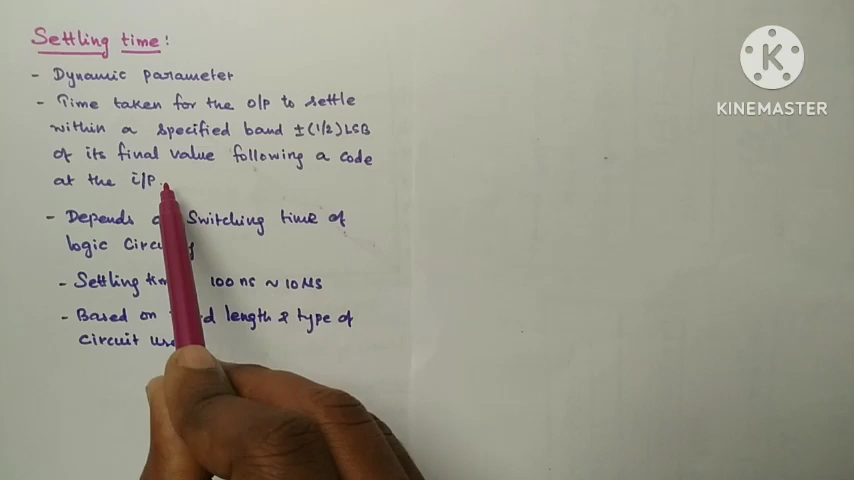 Settling time:
- Dynamic parameter
- Time taken for the O/P to settle
within a specified band ±(1/2) LSB
of its final value following a code
at the i/P.
- Depends Switching time of
logic
- Settling 100 ns ~ 10 μs
- Based on length & type of
circuit
K
KINEMASTER